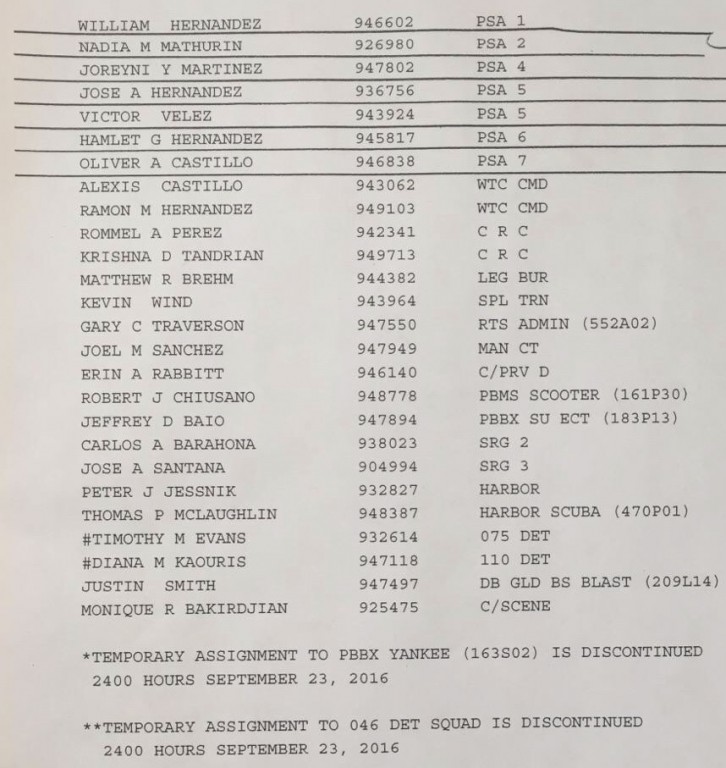 WILLIAM HERNANDEZ 946602 PSA 1
NADIA M MATHURIN 926980 PSA 2
JOREYNI Y MARTINEZ 947802 PSA 4
JOSE A HERNANDEZ 936756 PSA 5
VICTOR VELEZ 943924 PSA 5
HAMLET G HERNANDEZ 945817 PSA 6
OLIVER A CASTILLO 946838 PSA 7
ALEXIS CASTILLO 943062 WTC CMD
RAMON M HERNANDEZ 949103 WTC CMD
ROMMEL A PEREZ 942341 C R C
KRISHNA D TANDRIAN 949713 C R C
MATTHEW R BREHM 944382 LEG BUR
KEVIN WIND 943964 SPL TRN
GARY C TRAVERSON 947550 RTS ADMIN (552A02)
JOEL M SANCHEZ 947949 MAN CT
ERIN A RABBITT 946140 C/PRV D
ROBERT J CHIUSANO 948778 PBMS SCOOTER (161P30)
JEFFREY D BAIO 947894 PBBX SU ECT (183P13)
CARLOS A BARAHONA 938023 SRG 2
JOSE A SANTANA 904994 SRG 3
PETER J JESSNIK 932827 HARBOR
THOMAS P MCLAUGHLIN 948387 HARBOR SCUBA (470P01)
#TIMOTHY M EVANS 932614 075 DET
#DIANA M KAOURIS 947118 110 DET
JUSTIN SMITH 947497 DB GLD BS BLAST (209L14)
MONIQUE R BAKIRDJIAN 925475 C/SCENE
*TEMPORARY ASSIGNMENT TO PBBX YANKEE (163S02) IS DISCONTINUED
2400 HOURS SEPTEMBER 23, 2016
**TEMPORARY ASSIGNMENT TO 046 DET SQUAD IS DISCONTINUED
2400 HOURS SEPTEMBER 23, 2016